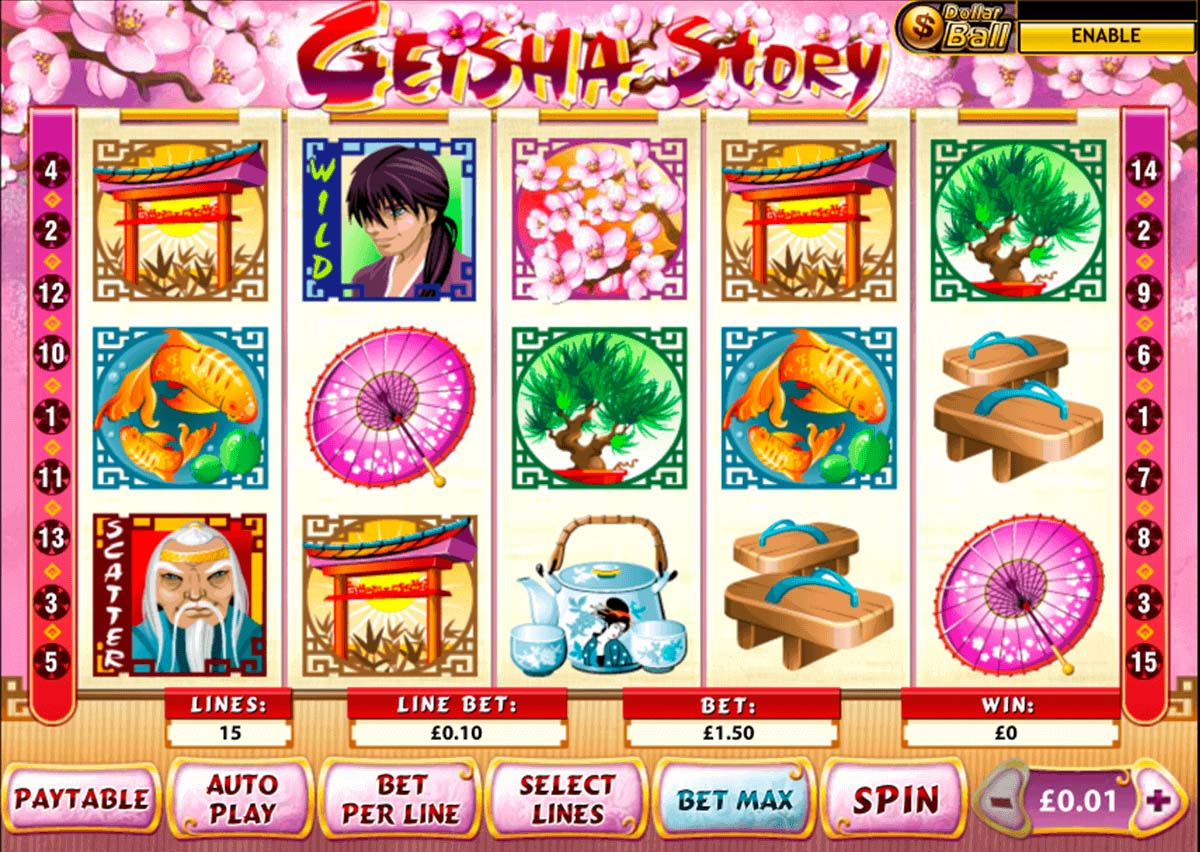 GEISHA STORY
Dollar
Ball
ENABLE
4
2
12
10
1
11
13
3
5
WILD
SCATTER
14
2
9
6
1
7
8
3
15
LINES:
15
LINE BET:
£0.10
BET:
£1.50
WIN:
£0
PAYTABLE
AUTO
PLAY
BET
PER LINE
SELECT
LINES
BET MAX
SPIN
-
£0.01
+